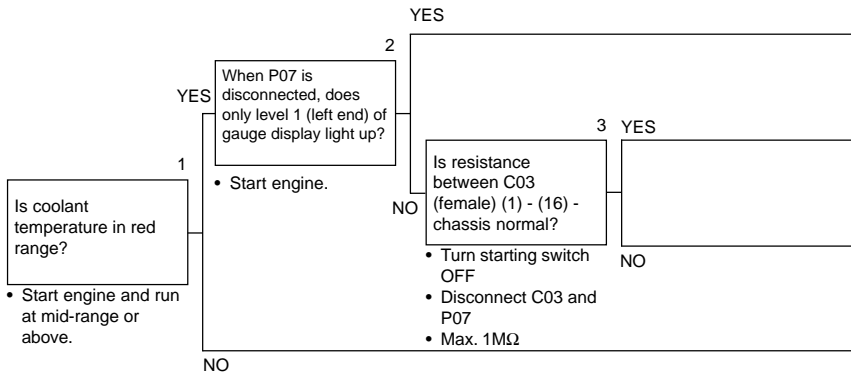 YES
2
When P07 is
disconnected, does
only level 1 (left end) of
gauge display light up?
YES
• Start engine.
3
YES
Is resistance
between C03
(female) (1) - (16) -
chassis normal?
NO
• Turn starting switch
OFF
• Disconnect C03 and
P07
• Max. 1MΩ
NO
1
Is coolant
temperature in red
range?
• Start engine and run
at mid-range or
above.
NO